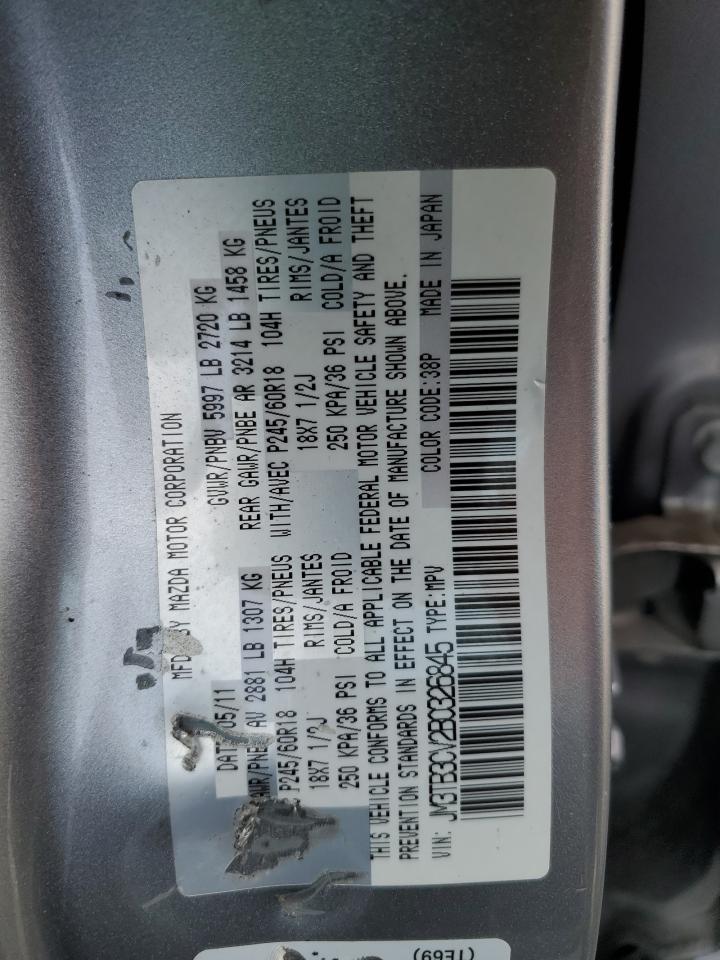 MFD BY MAZDA MOTOR CORPORATION
05/11 GVWR/PNBV 5997 LB 2720 KG
AV 2881 LB 1307 KG REAR GAWR/PNBE AR 3214 LB 1458 KG
P245/60R18 104H TIRES/PNEUS WITH/AVEC P245/60R18 104H TIRES/PNEUS
18X7 1/2J RIMS/JANTES 18X7 1/2J RIMS/JANTES
250 KPA/36 PSI COLD/A FROID 250 KPA/36 PSI COLD/A FROID
THIS VEHICLE CONFORMS TO ALL APPLICABLE FEDERAL MOTOR VEHICLE SAFETY AND THEFT
PREVENTION STANDARDS IN EFFECT ON THE DATE OF MANUFACTURE SHOWN ABOVE.
COLOR CODE:38P MADE IN JAPAN
VIN: JM3TB3CV2B0326845 TYPE:MPV
(1E69)